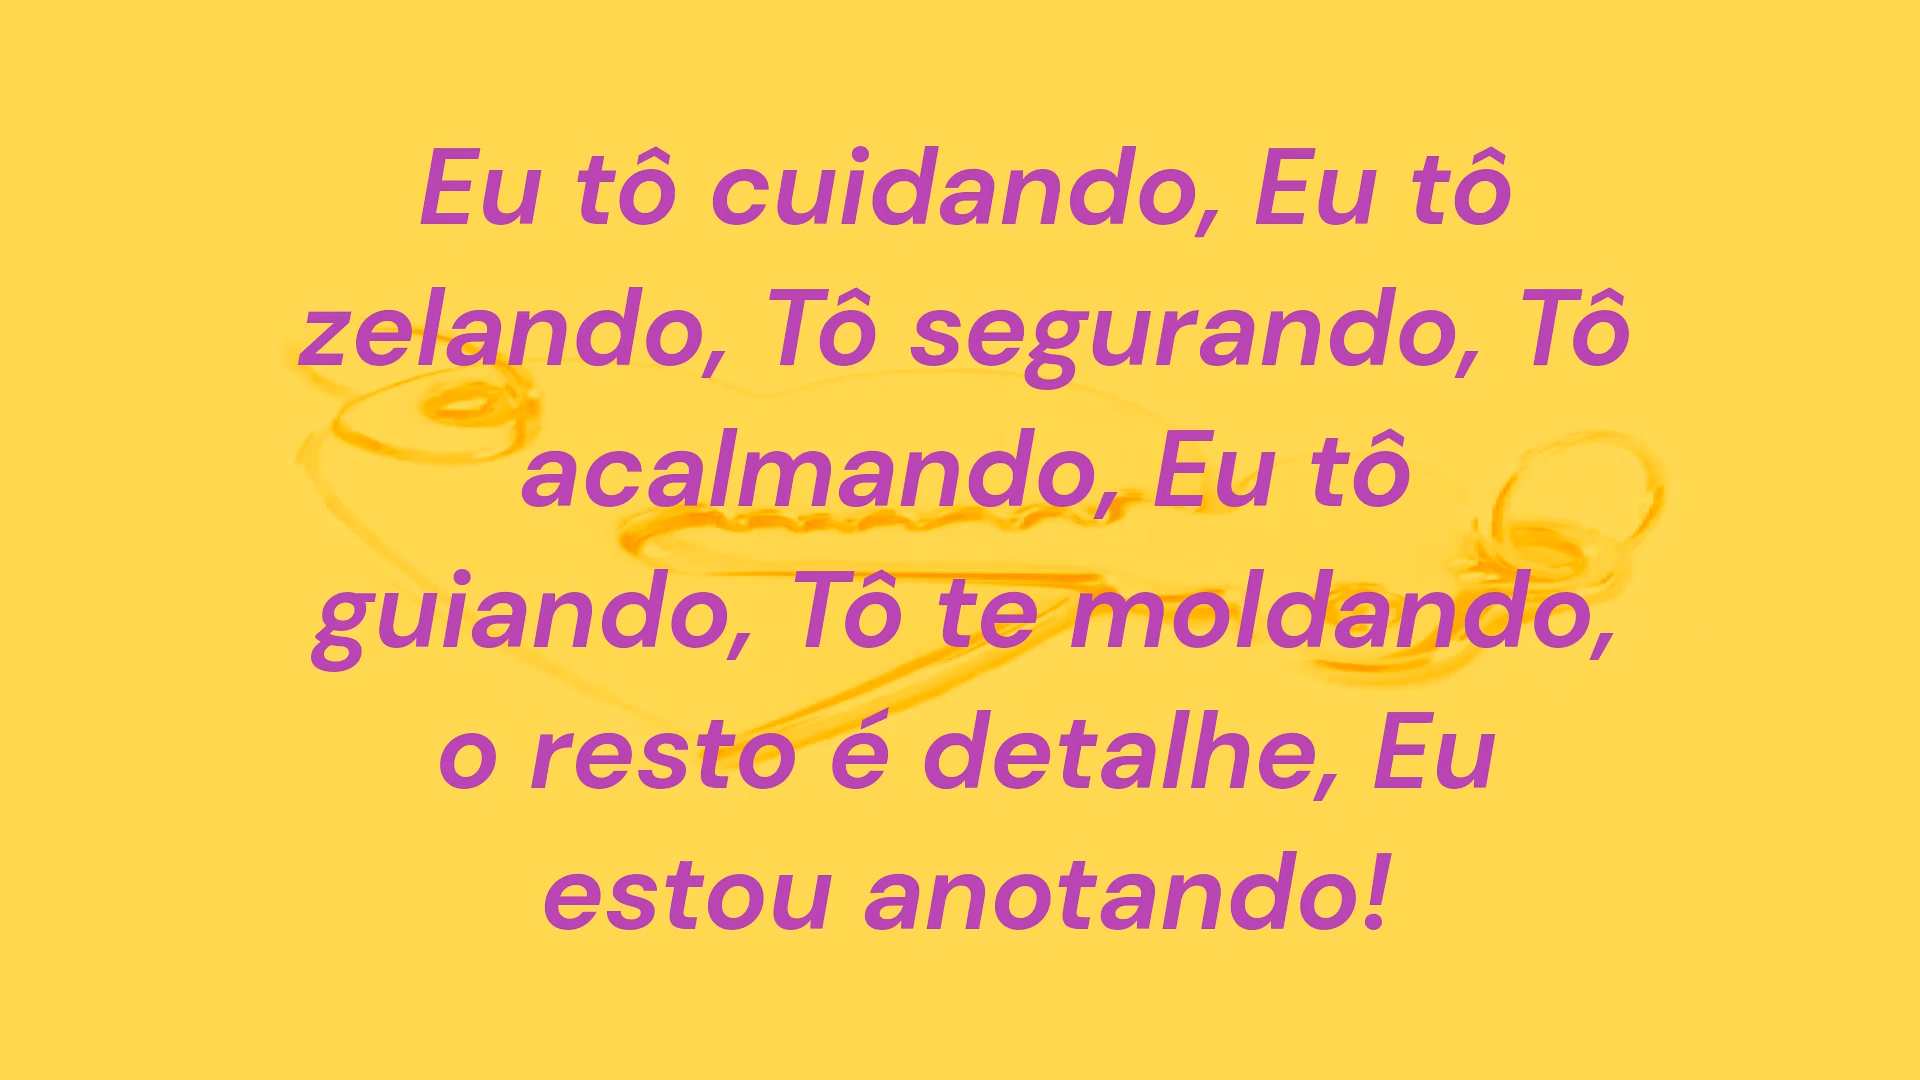 Eu tô cuidando, Eu tô
zelando, Tô segurando, Tô
acalmando, Eu tô
guiando, Tô te moldando,
o resto é detalhe, Eu
estou anotando!